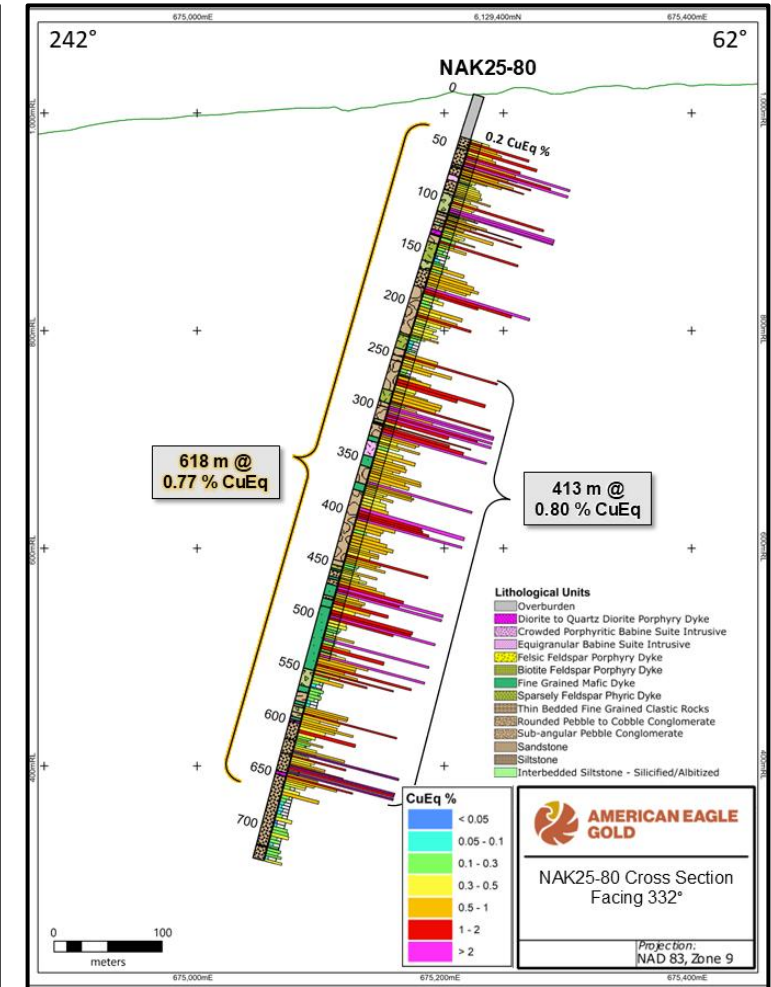 675,000mE
6,129,400mN
675,400mE
242°
62°
NAK25-80
0
0.2 CuEq %
50
100
150
200
250
300
350
400
450
500
550
600
650
700
1,000mRL
1,000mRL
800mRL
800mRL
600mRL
600mRL
400mRL
400mRL
618 m @
0.77 % CuEq
413 m @
0.80 % CuEq
Lithological Units
Overburden
Diorite to Quartz Diorite Porphyry Dyke
Crowded Porphyritic Babine Suite Intrusive
Equigranular Babine Suite Intrusive
Felsic Feldspar Porphyry Dyke
Biotite Feldspar Porphyry Dyke
Fine Grained Mafic Dyke
Sparsely Feldspar Phyric Dyke
Thin Bedded Fine Grained Clastic Rocks
Rounded Pebble to Cobble Conglomerate
Sub-angular Pebble Conglomerate
Sandstone
Siltstone
Interbedded Siltstone - Silicified/Albitized
CuEq %
< 0.05
0.05 - 0.1
0.1 - 0.3
0.3 - 0.5
0.5 - 1
1 - 2
> 2
AMERICAN EAGLE
GOLD
NAK25-80 Cross Section
Facing 332°
Projection:
NAD 83, Zone 9
0
100
meters
675,000mE
675,200mE
675,400mE